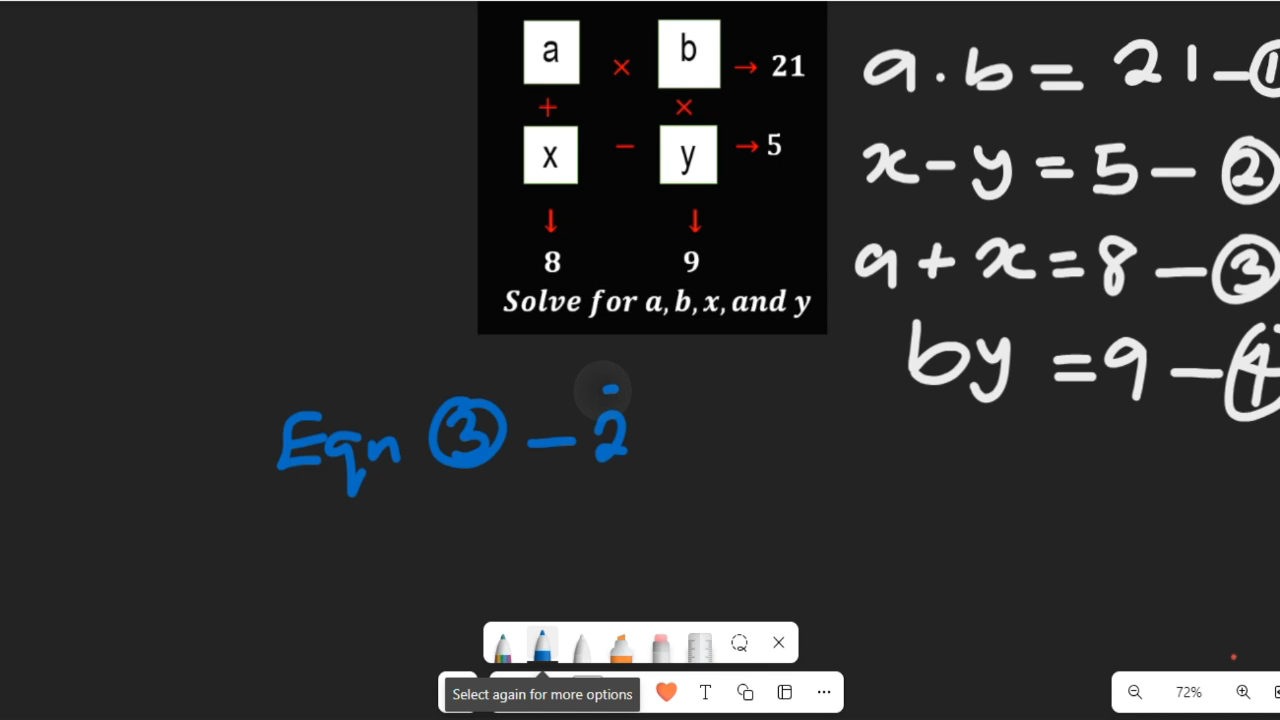 a × b → 21
+ ×
x − y → 5
↓ ↓
8 9
Solve for a, b, x, and y
a . b = 21 – ①
x – y = 5 – ②
a + x = 8 – ③
by = 9 – ④
Eqn ③ – 2
Select again for more options
T
72%